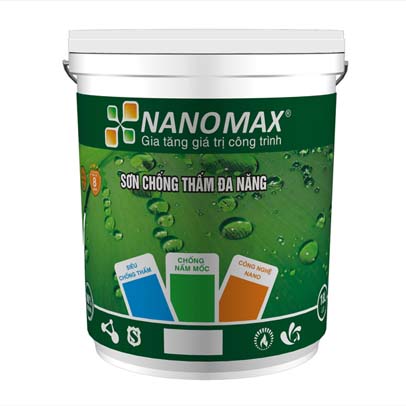 NANOMAX®
Gia tăng giá trị công trình
SƠN CHỐNG THẤM ĐA NĂNG
SIÊU
CHỐNG THẤM
CHỐNG
NẤM MỐC
CÔNG NGHỆ
NANO
8
S